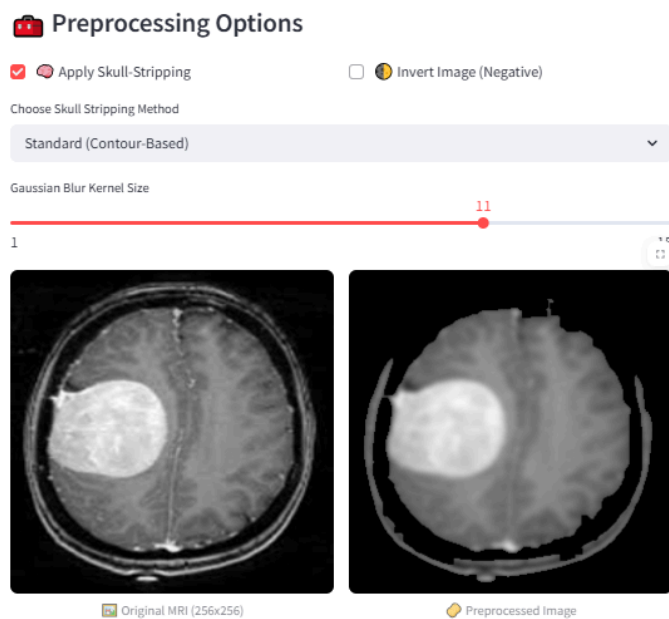 Preprocessing Options
Apply Skull-Stripping
Invert Image (Negative)
Choose Skull Stripping Method
Standard (Contour-Based)
Gaussian Blur Kernel Size
11
1
Original MRI (256x256)
Preprocessed Image